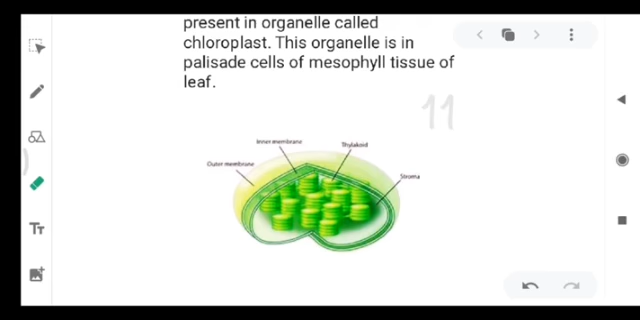 present in organelle called
chloroplast. This organelle is in
palisade cells of mesophyll tissue of
leaf.
11
Inner membrane
Thylakoid
Outer membrane
Stroma
Tт